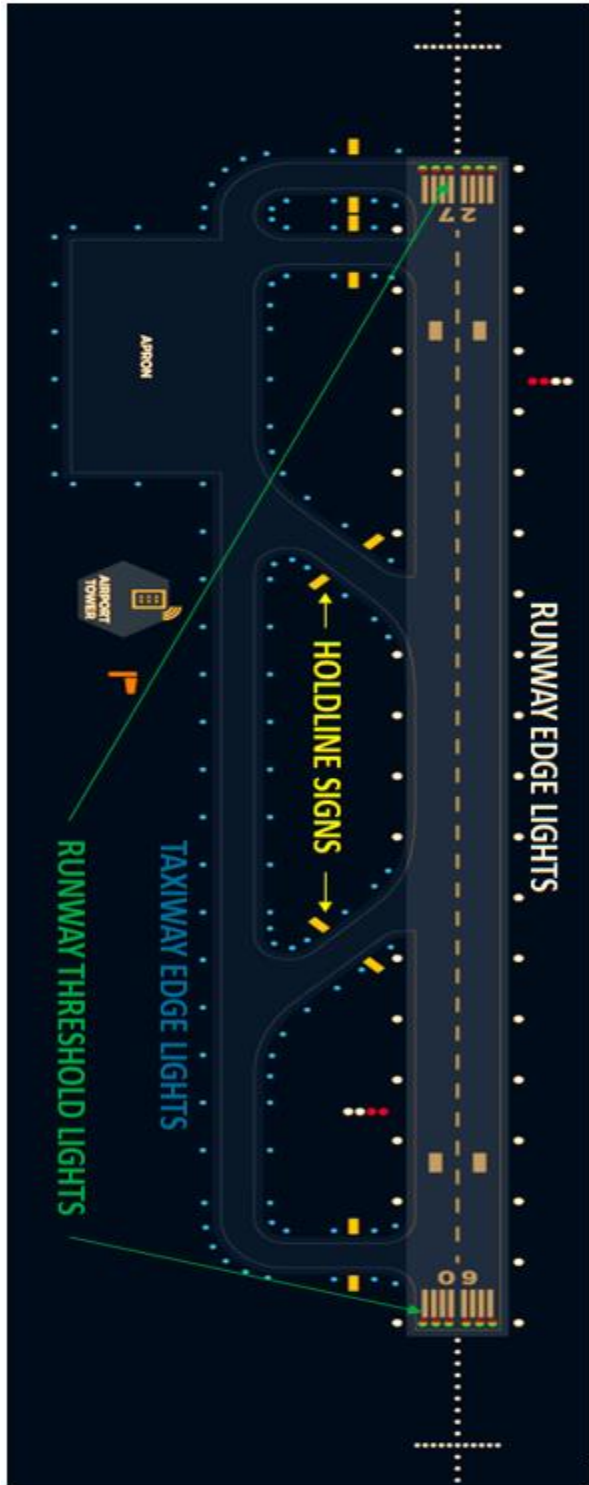 RUNWAY EDGE LIGHTS
27
09
HOLDLINE SIGNS
APRON
AIRPORT
TOWER
TAXIWAY EDGE LIGHTS
RUNWAY THRESHOLD LIGHTS